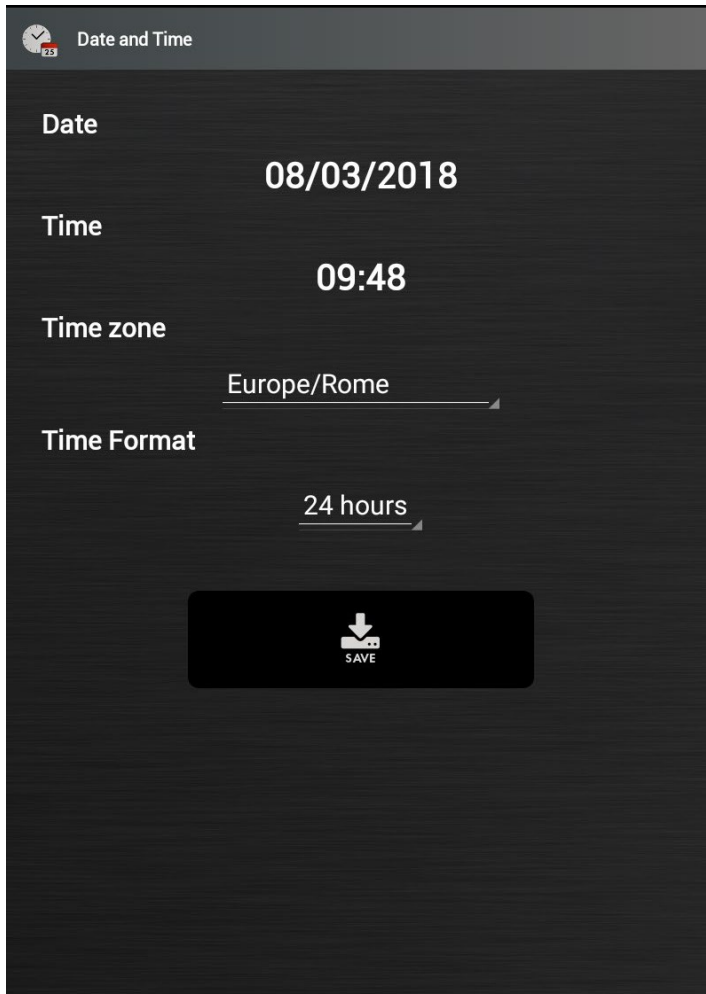 25
Date and Time
Date
08/03/2018
Time
09:48
Time zone
Europe/Rome
Time Format
24 hours
SAVE